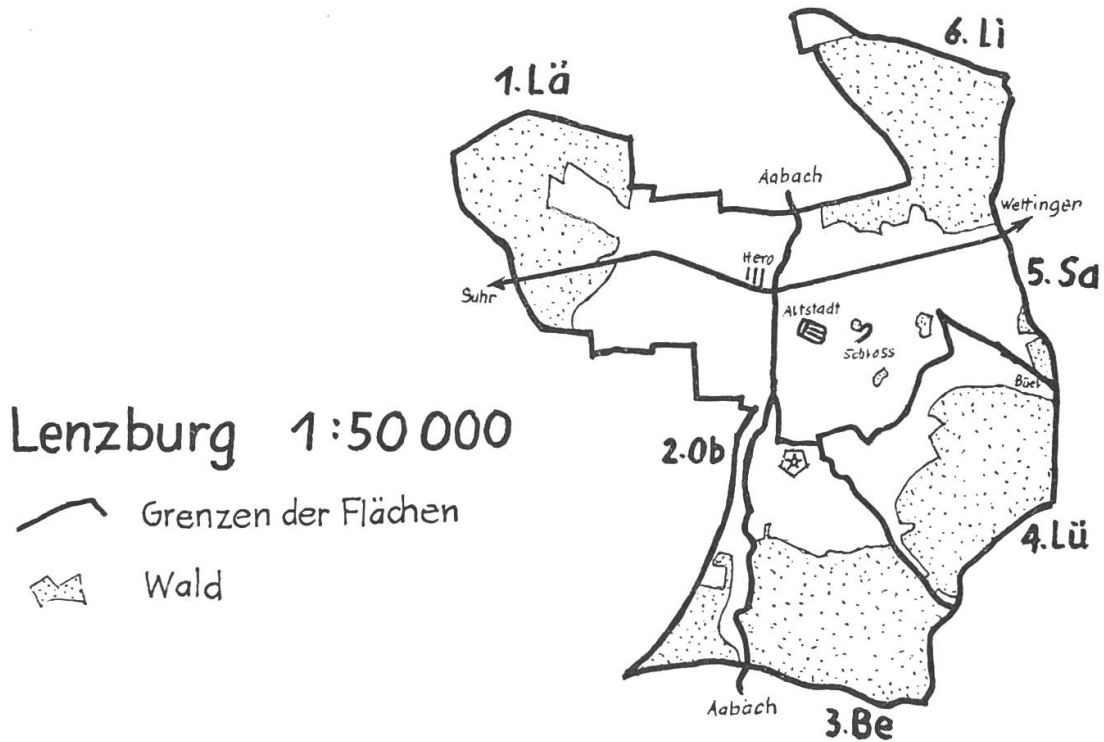 6.Li
1.Lä
Aabach
Wettingen
Hero
5.Sa
Suhr
Altstadt
Schloss
Büel
Lenzburg 1:50 000
2.Ob
Grenzen der Flächen
4.Lü
Wald
Aabach
3.Be